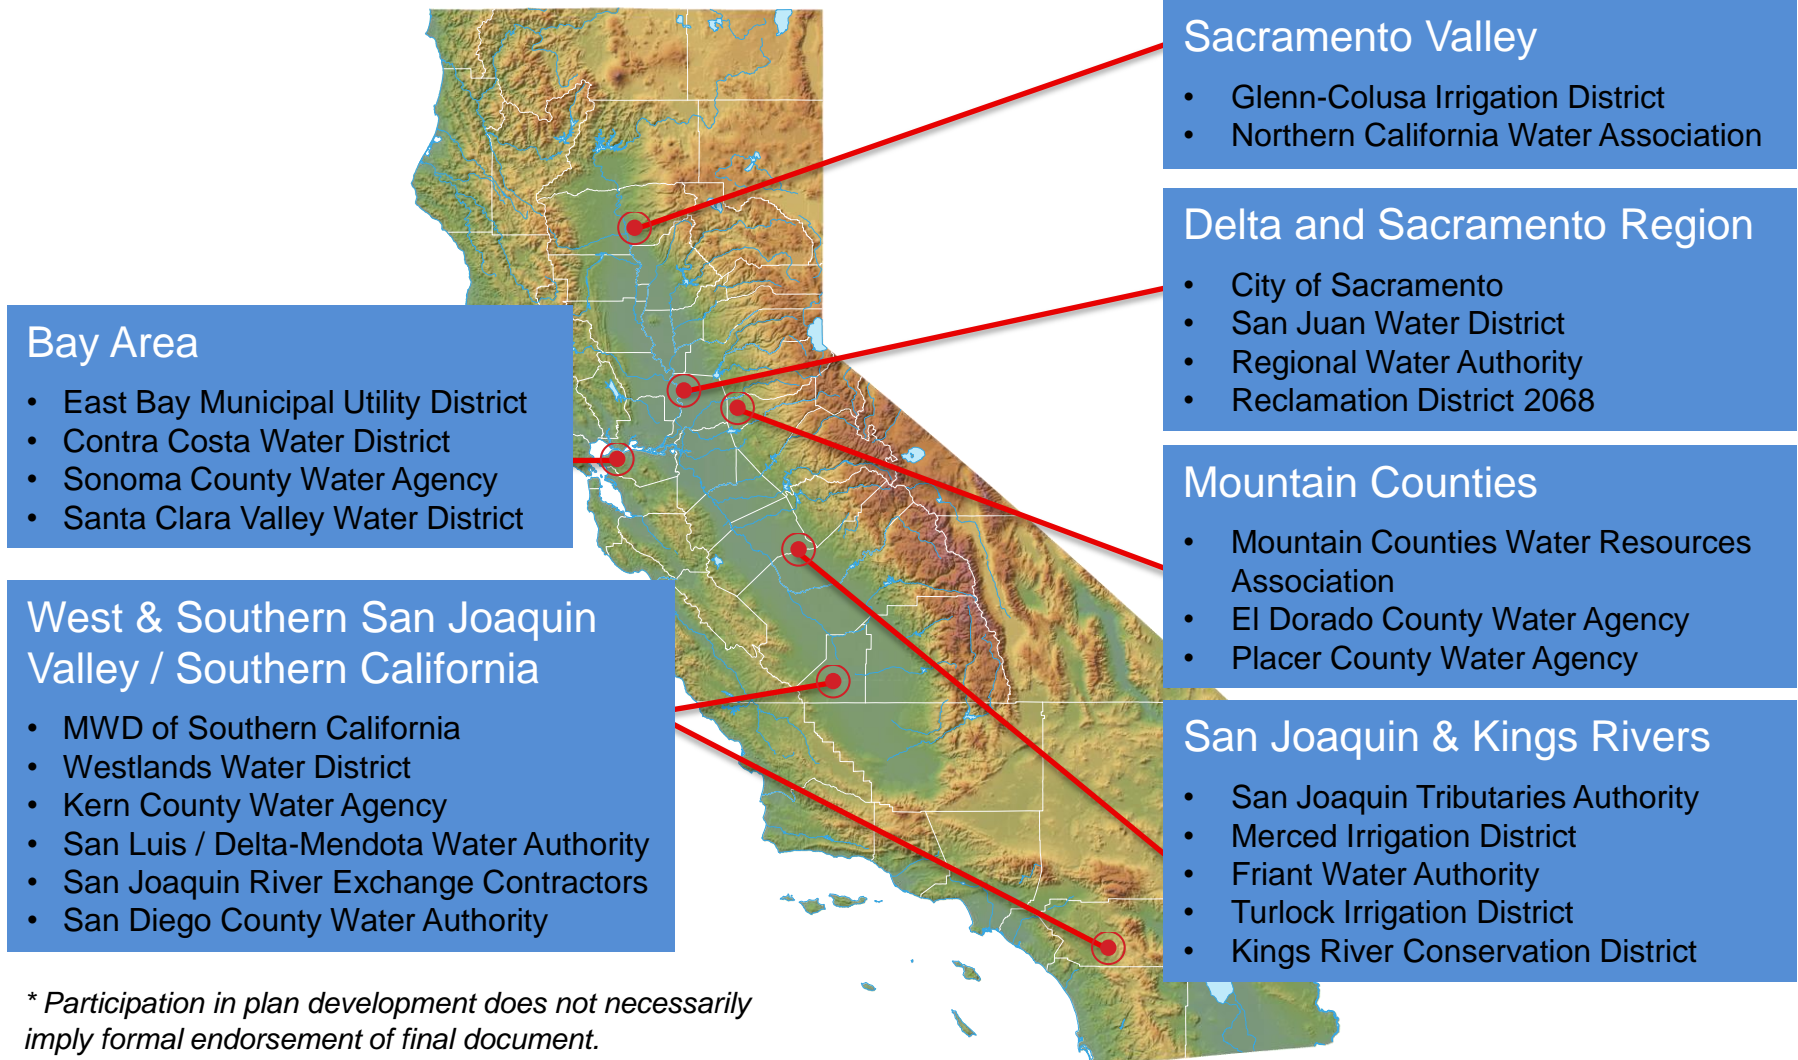 Sacramento Valley
• Glenn-Colusa Irrigation District
• Northern California Water Association
Delta and Sacramento Region
• City of Sacramento
• San Juan Water District
• Regional Water Authority
• Reclamation District 2068
Bay Area
• East Bay Municipal Utility District
• Contra Costa Water District
• Sonoma County Water Agency
• Santa Clara Valley Water District
Mountain Counties
• Mountain Counties Water Resources
Association
• El Dorado County Water Agency
• Placer County Water Agency
West & Southern San Joaquin
Valley / Southern California
• MWD of Southern California
• Westlands Water District
• Kern County Water Agency
• San Luis / Delta-Mendota Water Authority
• San Joaquin River Exchange Contractors
• San Diego County Water Authority
San Joaquin & Kings Rivers
• San Joaquin Tributaries Authority
• Merced Irrigation District
• Friant Water Authority
• Turlock Irrigation District
• Kings River Conservation District
* Participation in plan development does not necessarily
imply formal endorsement of final document.